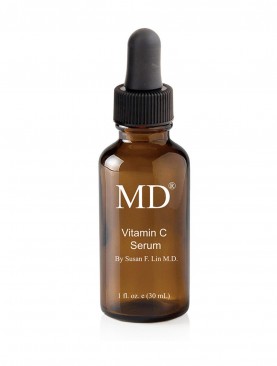 MD®
Vitamin C
Serum
By Susan F. Lin M.D.
1 fl. oz. e (30 mL)